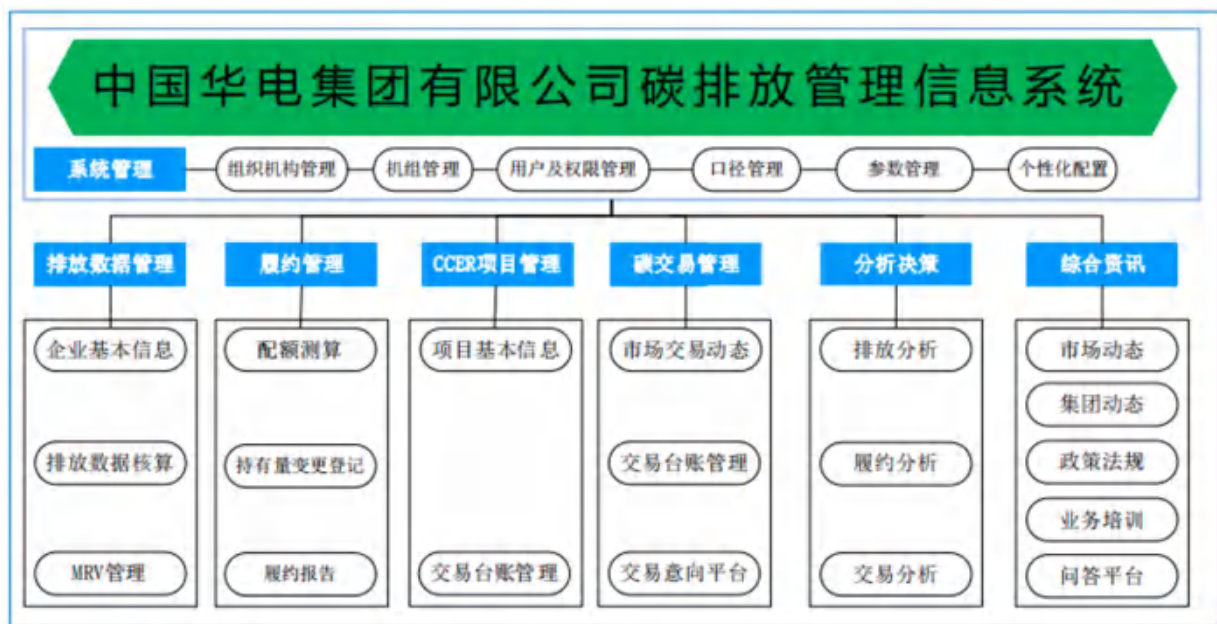 中国华电集团有限公司碳排放管理信息系统
系统管理 组织机构管理 机组管理 用户及权限管理 口径管理 参数管理 个性化配置
排放数据管理 履约管理 CCER项目管理 碳交易管理 分析决策 综合资讯
企业基本信息
排放数据核算
MRV管理
配额测算
持有量变更登记
履约报告
项目基本信息
交易台账管理
市场交易动态
交易台账管理
交易意向平台
排放分析
履约分析
交易分析
市场动态
集团动态
政策法规
业务培训
问答平台